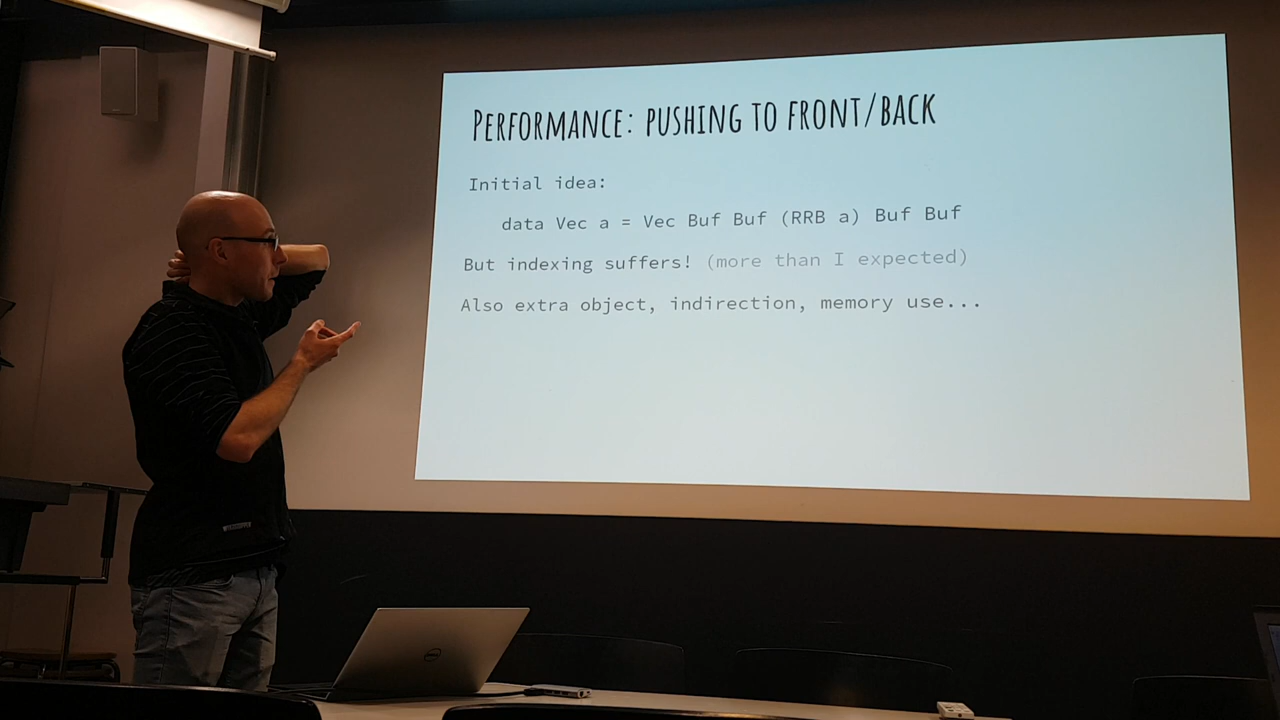 PERFORMANCE: PUSHING TO FRONT/BACK
Initial idea:
data Vec a = Vec Buf Buf (RRB a) Buf Buf
But indexing suffers! (more than I expected)
Also extra object, indirection, memory use...
DELL